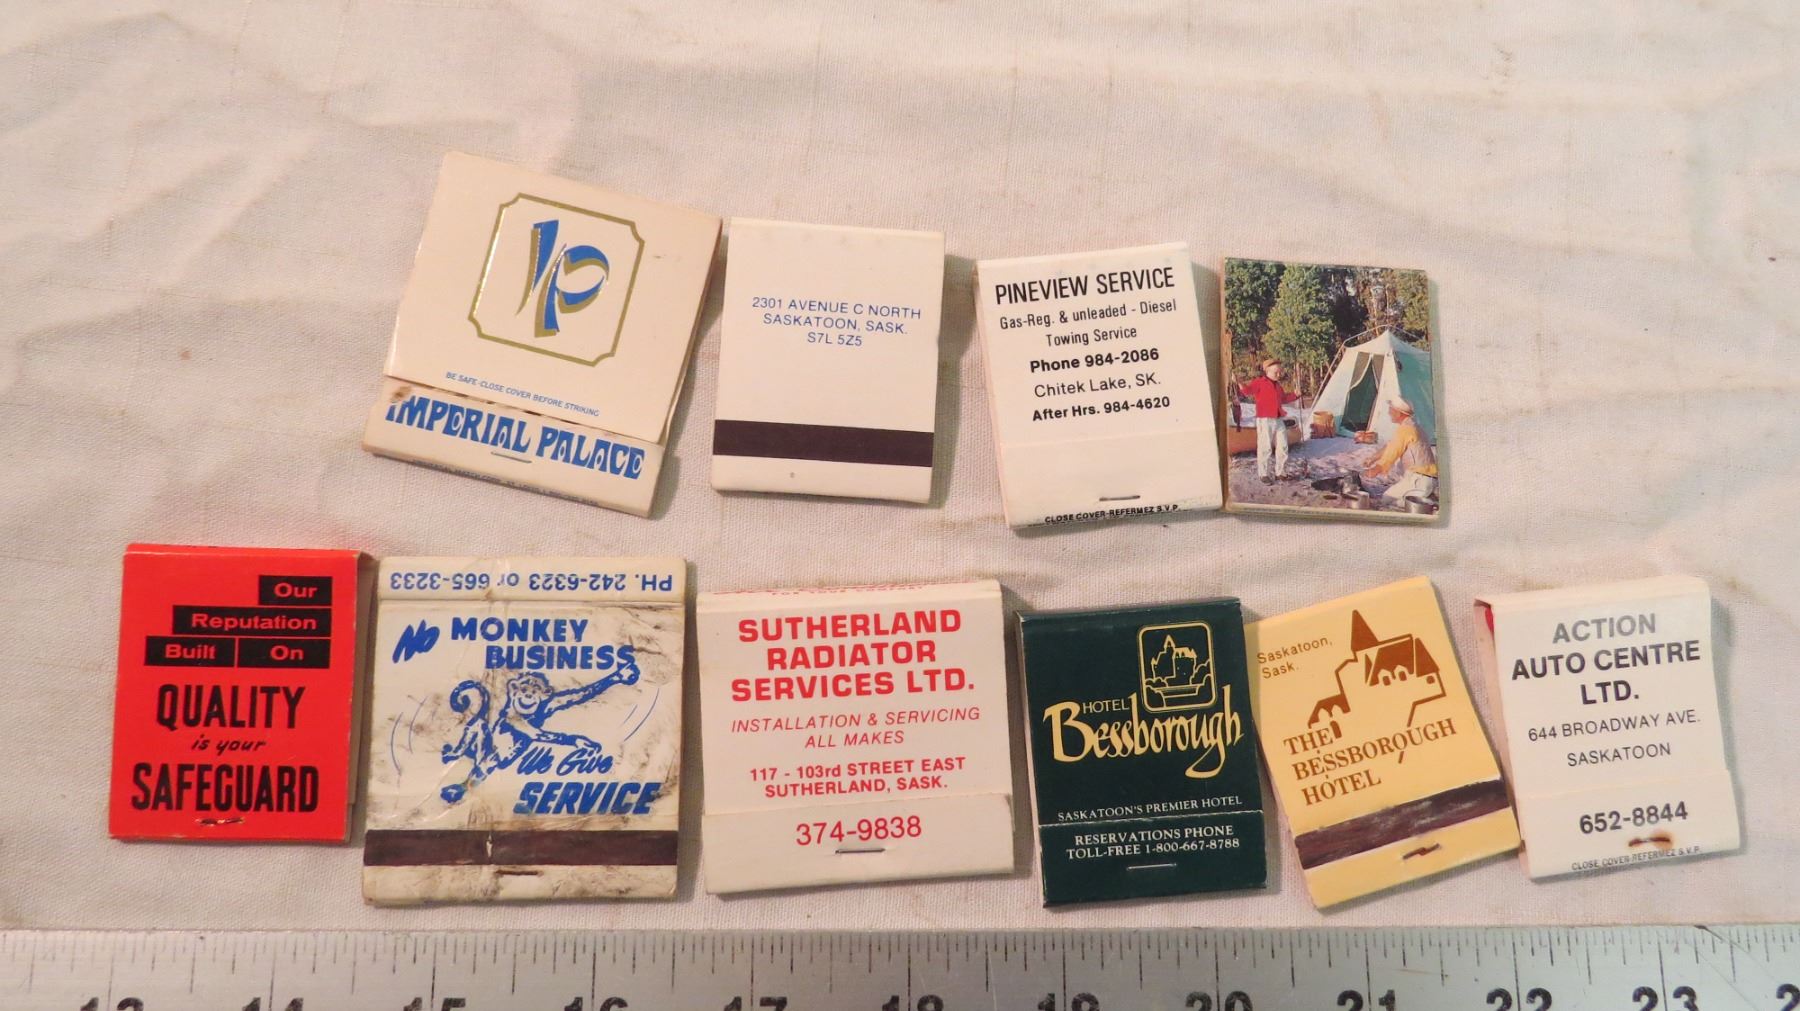 IP
BE SAFE-CLOSE COVER BEFORE STRIKING
IMPERIAL PALACE
2301 AVENUE C NORTH
SASKATOON, SASK.
S7L 5Z5
PINEVIEW SERVICE
Gas-Reg. & unleaded - Diesel
Towing Service
Phone 984-2086
Chitek Lake, SK.
After Hrs. 984-4620
CLOSE COVER-REFERMEZ S.V.P.
Our
Reputation
Built On
QUALITY
is your
SAFEGUARD
PH. 242-6323 or 665-3233
No MONKEY
BUSINESS
We Give
SERVICE
FOR YOUR COMFORT
SUTHERLAND
RADIATOR
SERVICES LTD.
INSTALLATION & SERVICING
ALL MAKES
117 - 103rd STREET EAST
SUTHERLAND, SASK.
374-9838
HOTEL
Bessborough
SASKATOON'S PREMIER HOTEL
RESERVATIONS PHONE
TOLL-FREE 1-800-667-8788
Saskatoon,
Sask.
THE
BESSBOROUGH
HOTEL
ACTION
AUTO CENTRE
LTD.
644 BROADWAY AVE.
SASKATOON
652-8844
CLOSE COVER-REFERMEZ S.V.P.
13 14 15 16 17 18 19 20 21 22 23 2